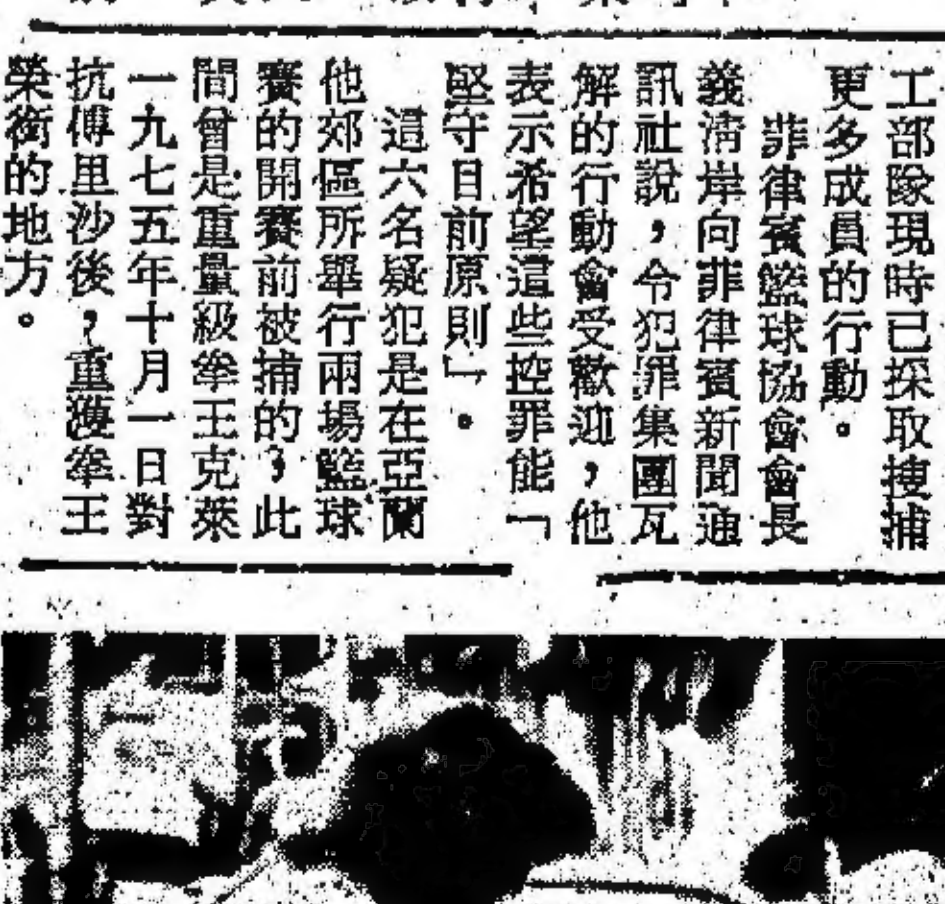 工部隊現時已採取搜捕
更多成員的行動。
菲律賓籃球協會會長
義淸岸向菲律賓新聞通
訊社說，令犯罪集團瓦
解的行動會受歡迎，他
表示希望這些控罪能「
堅守目前原則」。
這六名疑犯是在亞蘭
他郊區所舉行兩場籃球
賽的開賽前被捕的，此
間曾是重量級拳王克萊
一九七五年十月一日對
抗傅里沙後，重獲拳王
榮銜的地方。